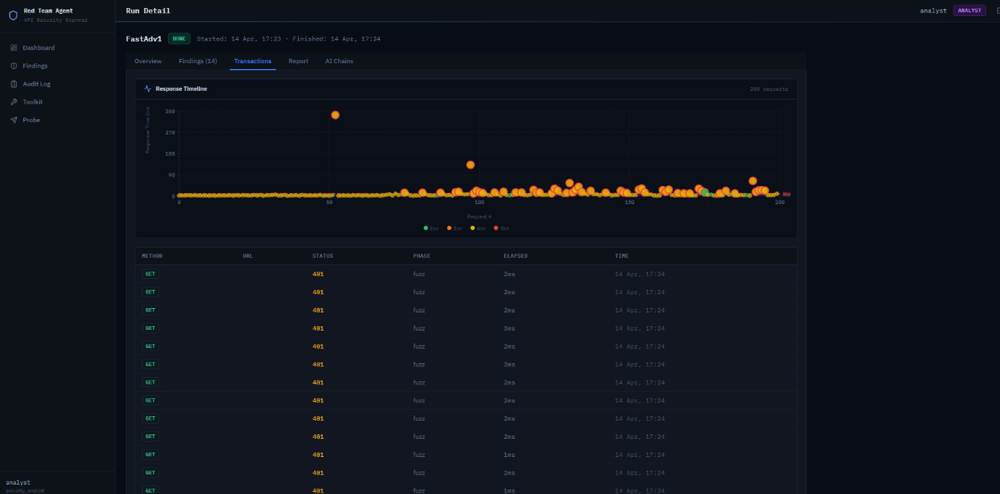 Red Team Agent
API Security Scanner
Run Detail
analyst
ANALYST
Dashboard
Findings
Audit Log
Toolkit
Probe
FastAdv1
DONE
Started: 14 Apr, 17:23 · Finished: 14 Apr, 17:24
Overview
Findings (14)
Transactions
Report
AI Chains
Response Timeline
200 requests
Response Time (ms)
360
270
180
90
0
0
50
100
150
200
Request #
2xx
3xx
4xx
5xx
METHOD URL STATUS PHASE ELAPSED TIME
GET 401 fuzz 2ms 14 Apr, 17:24
GET 401 fuzz 2ms 14 Apr, 17:24
GET 401 fuzz 2ms 14 Apr, 17:24
GET 401 fuzz 3ms 14 Apr, 17:24
GET 401 fuzz 2ms 14 Apr, 17:24
GET 401 fuzz 3ms 14 Apr, 17:24
GET 401 fuzz 2ms 14 Apr, 17:24
GET 401 fuzz 2ms 14 Apr, 17:24
GET 401 fuzz 2ms 14 Apr, 17:24
GET 401 fuzz 2ms 14 Apr, 17:24
GET 401 fuzz 1ms 14 Apr, 17:24
GET 401 fuzz 2ms 14 Apr, 17:24
GET 401 fuzz 1ms 14 Apr, 17:24
analyst
security_analyst